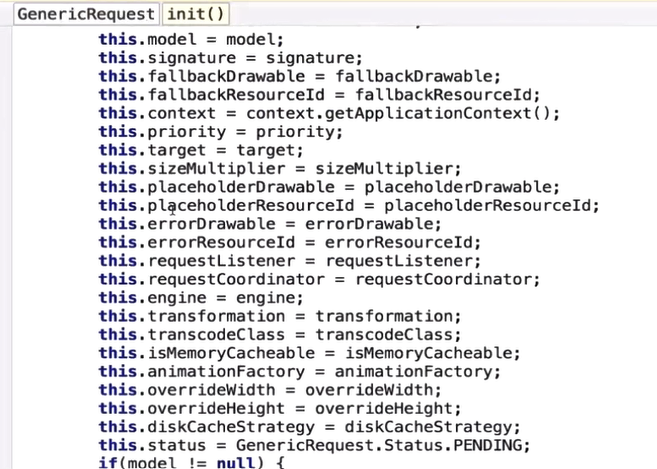 GenericRequest init()
this.model = model;
this.signature = signature;
this.fallbackDrawable = fallbackDrawable;
this.fallbackResourceId = fallbackResourceId;
this.context = context.getApplicationContext();
this.priority = priority;
this.target = target;
this.sizeMultiplier = sizeMultiplier;
this.placeholderDrawable = placeholderDrawable;
this.placeholderResourceId = placeholderResourceId;
this.errorDrawable = errorDrawable;
this.errorResourceId = errorResourceId;
this.requestListener = requestListener;
this.requestCoordinator = requestCoordinator;
this.engine = engine;
this.transformation = transformation;
this.transcodeClass = transcodeClass;
this.isMemoryCacheable = isMemoryCacheable;
this.animationFactory = animationFactory;
this.overrideWidth = overrideWidth;
this.overrideHeight = overrideHeight;
this.diskCacheStrategy = diskCacheStrategy;
this.status = GenericRequest.Status.PENDING;
if(model != null) {